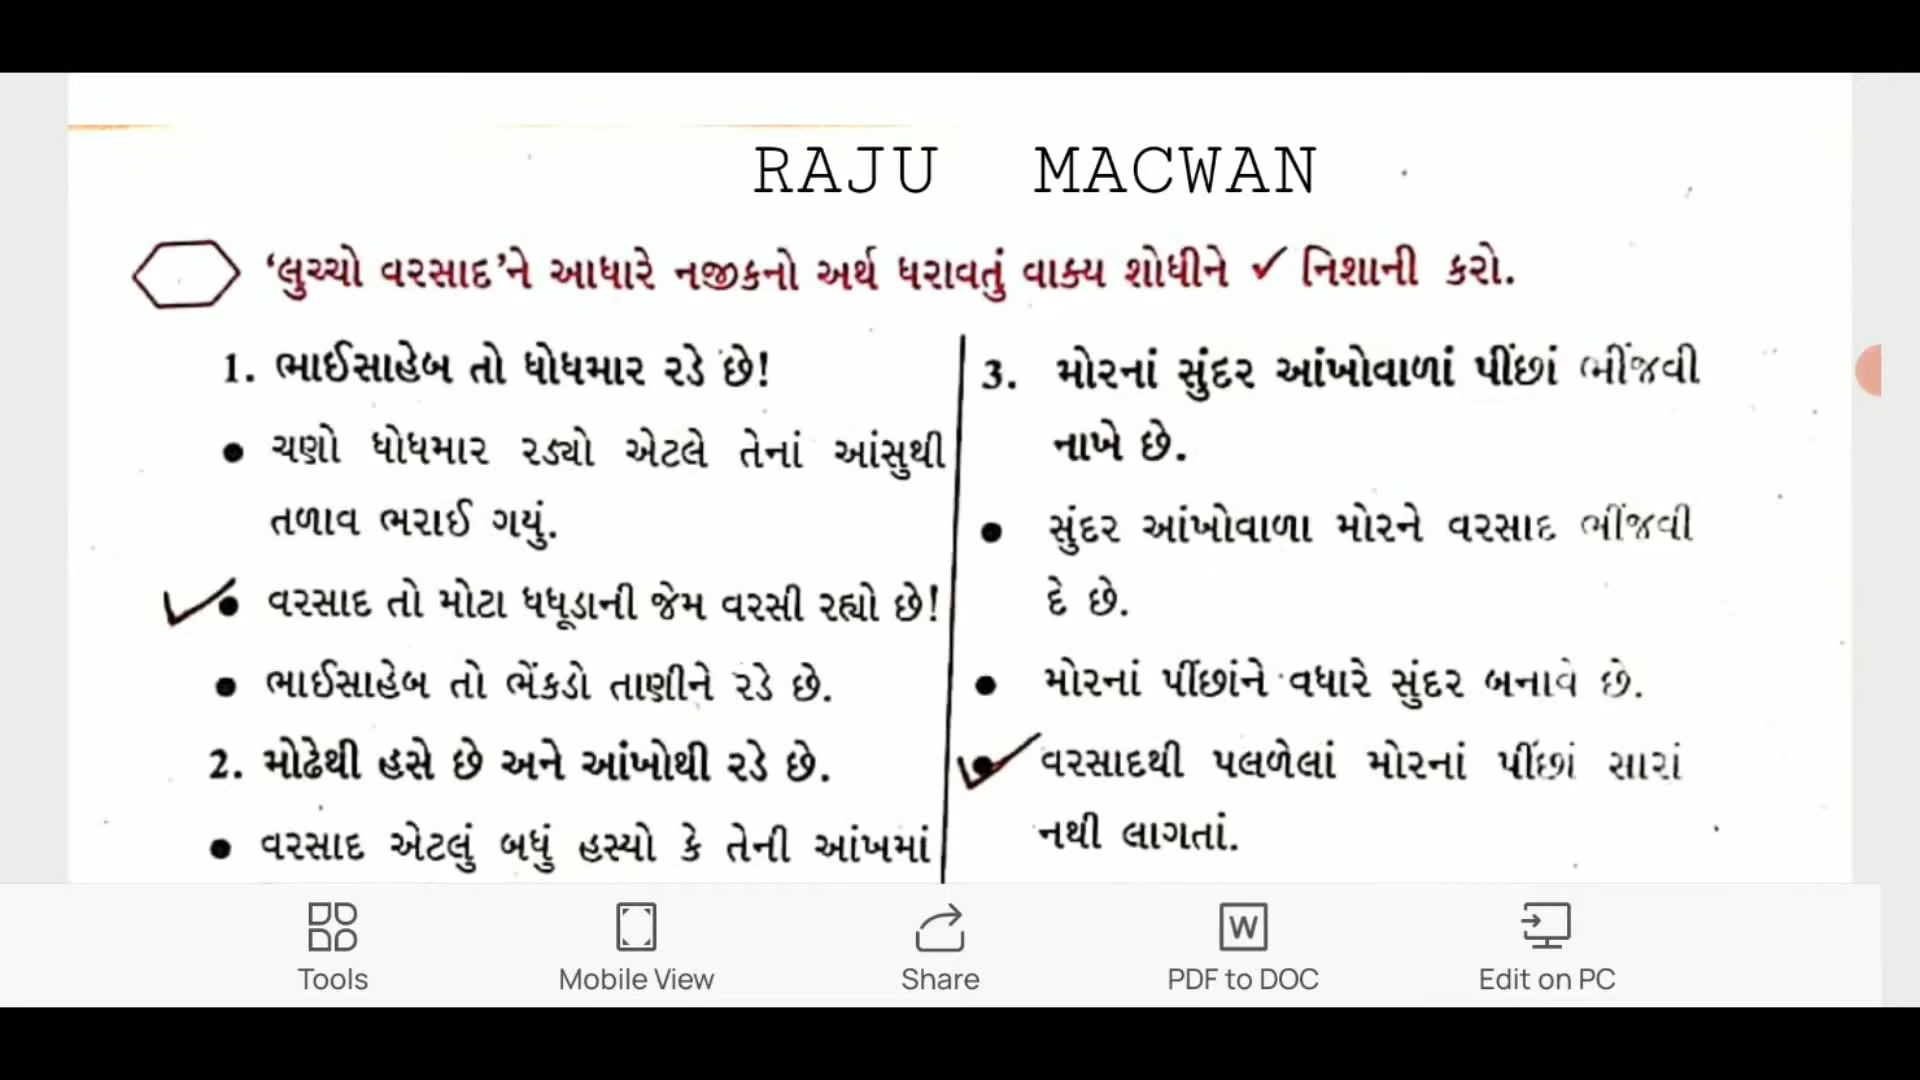 RAJU MACWAN
‘લુચ્ચો વરસાદ’ને આધારે નજીકનો અર્થ ધરાવતું વાક્ય શોધીને ✓ નિશાની કરો.
1. ભાઈસાહેબ તો ધોધમાર રડે છે!
● ચણો ધોધમાર રડ્યો એટલે તેનાં આંસુથી
તળાવ ભરાઈ ગયું.
✓ ● વરસાદ તો મોટા ધધૂડાની જેમ વરસી રહ્યો છે!
● ભાઈસાહેબ તો ભેંકડો તાણીને રડે છે.
2. મોઢેથી હસે છે અને આંખોથી રડે છે.
● વરસાદ એટલું બધું હસ્યો કે તેની આંખમાં
3. મોરનાં સુંદર આંખોવાળાં પીંછાં ભીંજવી
નાખે છે.
● સુંદર આંખોવાળા મોરને વરસાદ ભીંજવી
દે છે.
● મોરનાં પીંછાંને વધારે સુંદર બનાવે છે.
✓ ● વરસાદથી પલળેલાં મોરનાં પીંછાં સારાં
નથી લાગતાં.
Tools
Mobile View
Share
W
PDF to DOC
Edit on PC